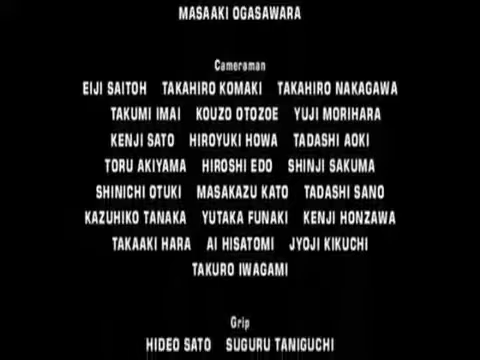 MASAAKI OGASAWARA
Cameraman
EIJI SAITOH TAKAHIRO KOMAKI TAKAHIRO NAKAGAWA
TAKUMI IMAI KOUZO OTOZOE YUJI MORIHARA
KENJI SATO HIROYUKI HOWA TADASHI AOKI
TORU AKIYAMA HIROSHI EDO SHINJI SAKUMA
SHINICHI OTUKI MASAKAZU KATO TADASHI SANO
KAZUHIKO TANAKA YUTAKA FUNAKI KENJI HONZAWA
TAKAAKI HARA AI HISATOMI JYOJI KIKUCHI
TAKURO IWAGAMI
Grip
HIDEO SATO SUGURU TANIGUCHI